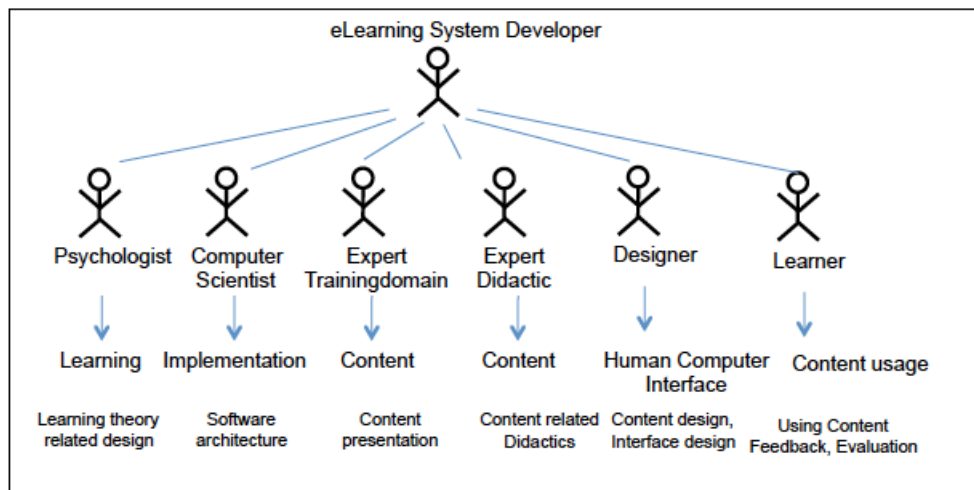 eLearning System Developer
Psychologist
Computer
Scientist
Expert
Trainingdomain
Expert
Didactic
Designer
Learner
Learning
Implementation
Content
Content
Human Computer
Interface
Content usage
Learning theory
related design
Software
architecture
Content
presentation
Content related
Didactics
Content design,
Interface design
Using Content
Feedback, Evaluation